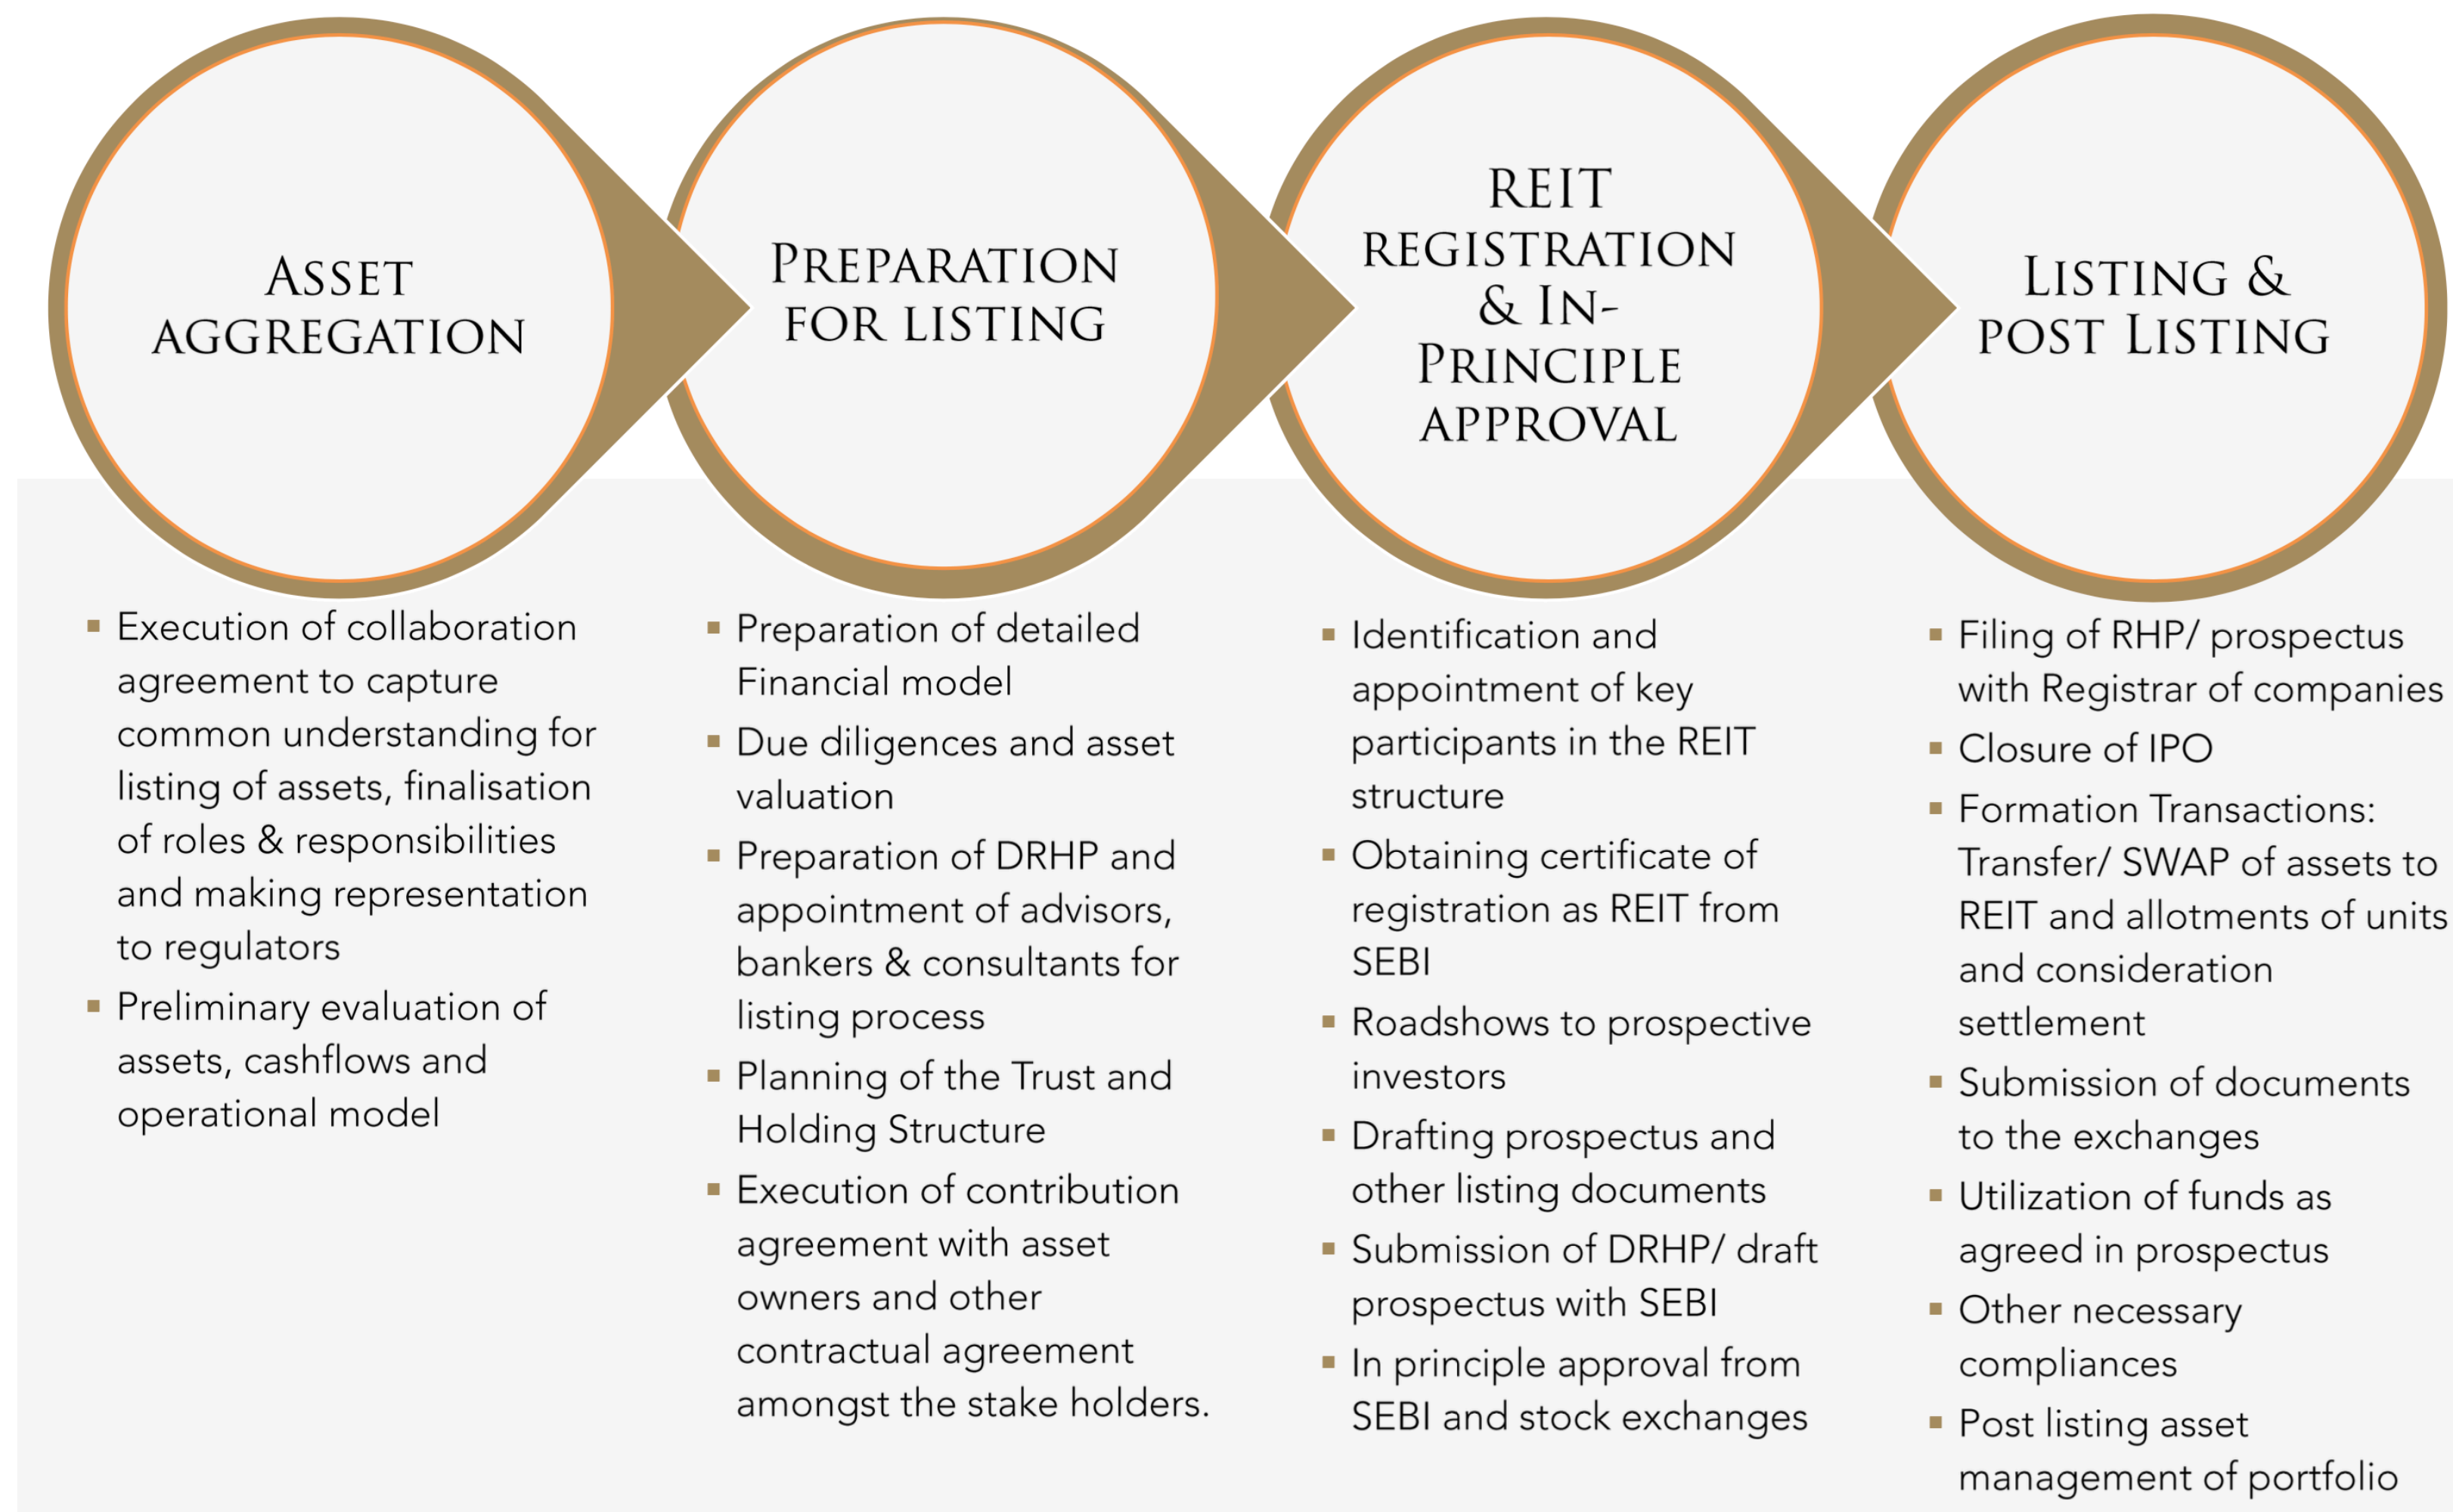 Asset
aggregation
Preparation
for listing
REIT
registration
& In-
Principle
approval
Listing &
post Listing
▪ Execution of collaboration
agreement to capture
common understanding for
listing of assets, finalisation
of roles & responsibilities
and making representation
to regulators
▪ Preliminary evaluation of
assets, cashflows and
operational model
▪ Preparation of detailed
Financial model
▪ Due diligences and asset
valuation
▪ Preparation of DRHP and
appointment of advisors,
bankers & consultants for
listing process
▪ Planning of the Trust and
Holding Structure
▪ Execution of contribution
agreement with asset
owners and other
contractual agreement
amongst the stake holders.
▪ Identification and
appointment of key
participants in the REIT
structure
▪ Obtaining certificate of
registration as REIT from
SEBI
▪ Roadshows to prospective
investors
▪ Drafting prospectus and
other listing documents
▪ Submission of DRHP/ draft
prospectus with SEBI
▪ In principle approval from
SEBI and stock exchanges
▪ Filing of RHP/ prospectus
with Registrar of companies
▪ Closure of IPO
▪ Formation Transactions:
Transfer/ SWAP of assets to
REIT and allotments of units
and consideration
settlement
▪ Submission of documents
to the exchanges
▪ Utilization of funds as
agreed in prospectus
▪ Other necessary
compliances
▪ Post listing asset
management of portfolio